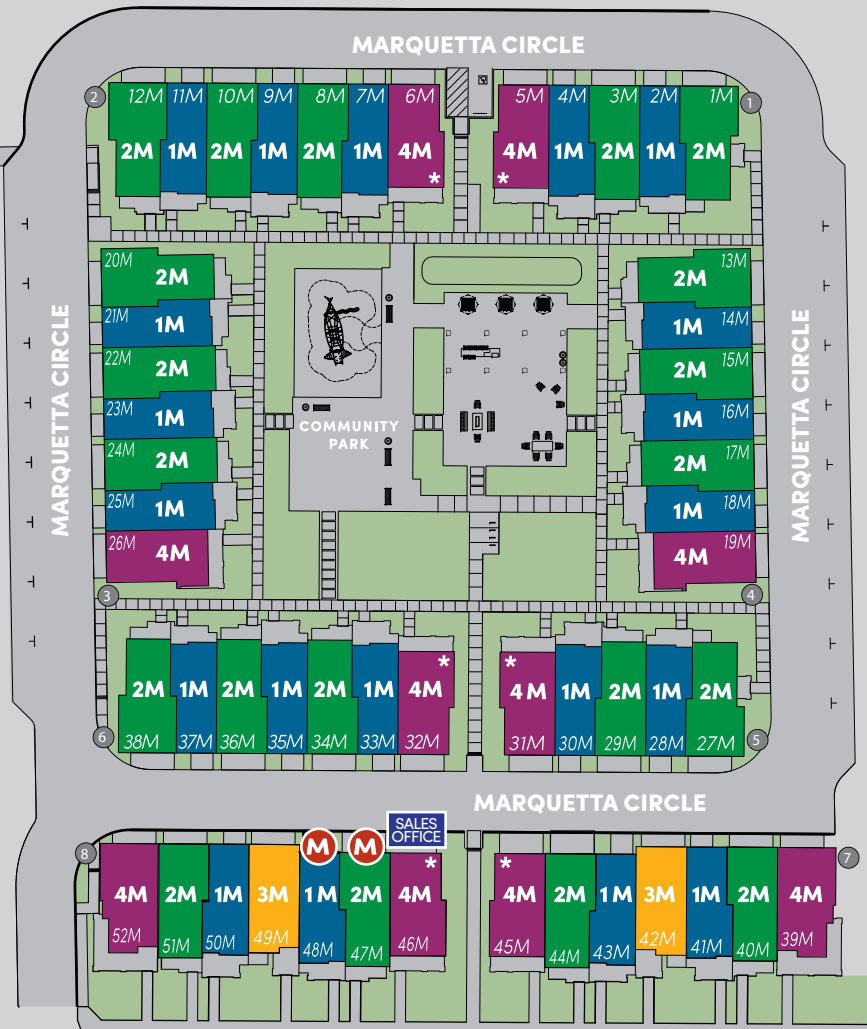 MARQUETTA CIRCLE
2
12M 11M 10M 9M 8M 7M 6M 5M 4M 3M 2M 1M
1
2M 1M 2M 1M 2M 1M 4M 4M 1M 2M 1M 2M
* *
20M
2M
21M
1M
22M
2M
23M
1M
24M
2M
25M
1M
26M
4M
3
MARQUETTA CIRCLE
COMMUNITY
PARK
13M
2M
14M
1M
15M
2M
16M
1M
17M
2M
18M
1M
19M
4M
4
MARQUETTA CIRCLE
* *
2M 1M 2M 1M 2M 1M 4M 4M 1M 2M 1M 2M
6
38M 37M 36M 35M 34M 33M 32M 31M 30M 29M 28M 27M
5
MARQUETTA CIRCLE
SALES
OFFICE
M M
8
7
* *
4M 2M 1M 3M 1M 2M 4M 4M 2M 1M 3M 1M 2M 4M
52M 51M 50M 49M 48M 47M 46M 45M 44M 43M 42M 41M 40M 39M